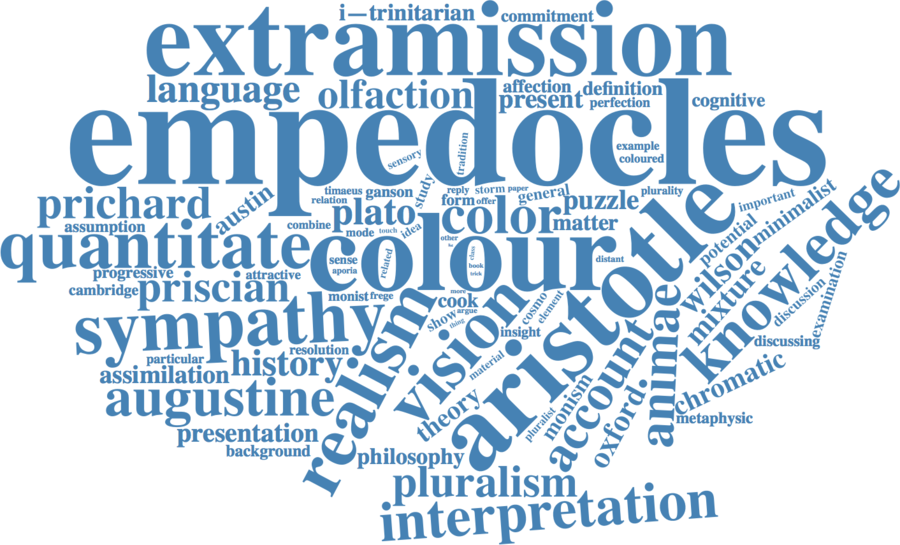 i—trinitarian
commitment
extramission
language
olfaction
affection
definition
present
perfection
cognitive
empedocles
example
coloured
sensory
tradition
prichard
austin
timaeus
ganson
relation
study
reply
storm
paper
general
puzzle
plurality
important
minimalist
assumption
combine
plato
mode
touch
idea
form
offer
color
matter
potential
quantitate
colour
aristotle
wilson
knowledge
progressive
attractive
sense
aporia
related
other
to
class
book
trick
distant
cambridge
priscian
monist
frege
more
cook
argue
show
thing
cosmo
element
mixture
discussion
examination
sympathy
realism
vision
insight
account
animae
discussing
resolution
particular
history
assimilation
material
chromatic
augustine
theory
pluralist
monism
oxford
metaphysic
presentation
background
philosophy
pluralism
interpretation